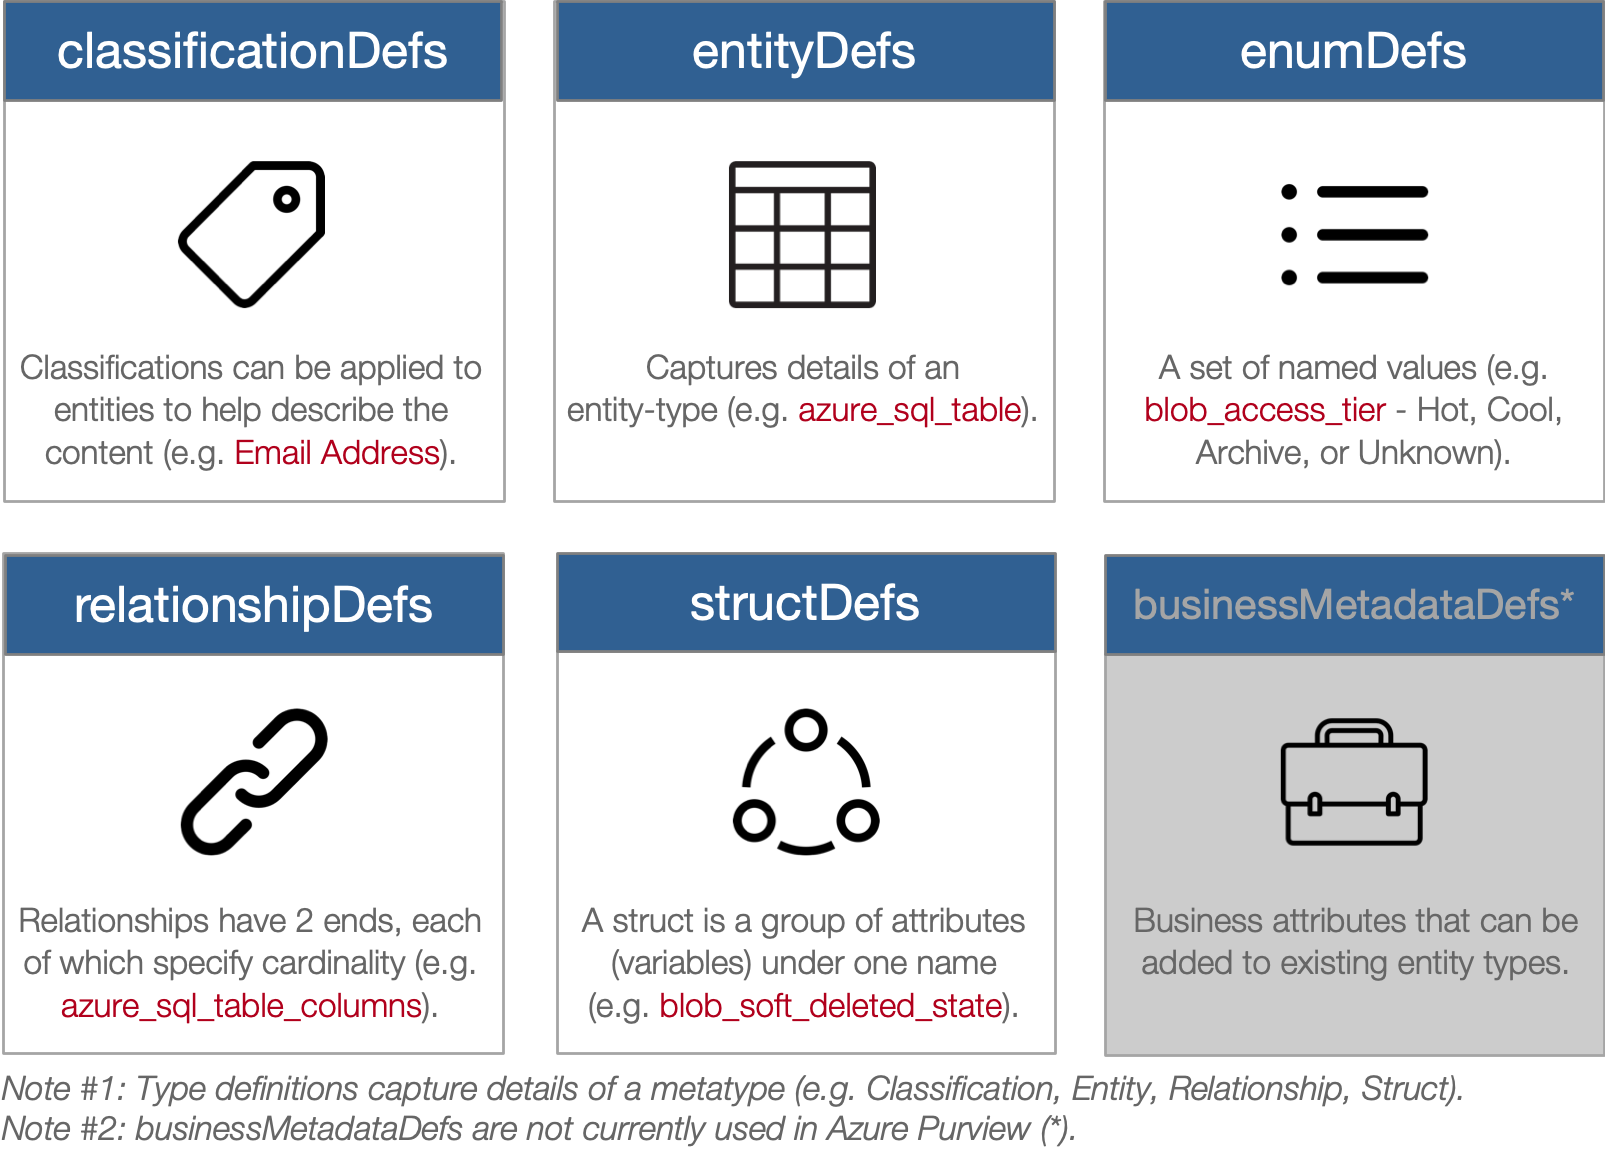 classificationDefs
Classifications can be applied to
entities to help describe the
content (e.g. Email Address).
entityDefs
Captures details of an
entity-type (e.g. azure_sql_table).
enumDefs
A set of named values (e.g.
blob_access_tier - Hot, Cool,
Archive, or Unknown).
relationshipDefs
Relationships have 2 ends, each
of which specify cardinality (e.g.
azure_sql_table_columns).
structDefs
A struct is a group of attributes
(variables) under one name
(e.g. blob_soft_deleted_state).
businessMetadataDefs*
Business attributes that can be
added to existing entity types.
Note #1: Type definitions capture details of a metatype (e.g. Classification, Entity, Relationship, Struct).
Note #2: businessMetadataDefs are not currently used in Azure Purview (*).